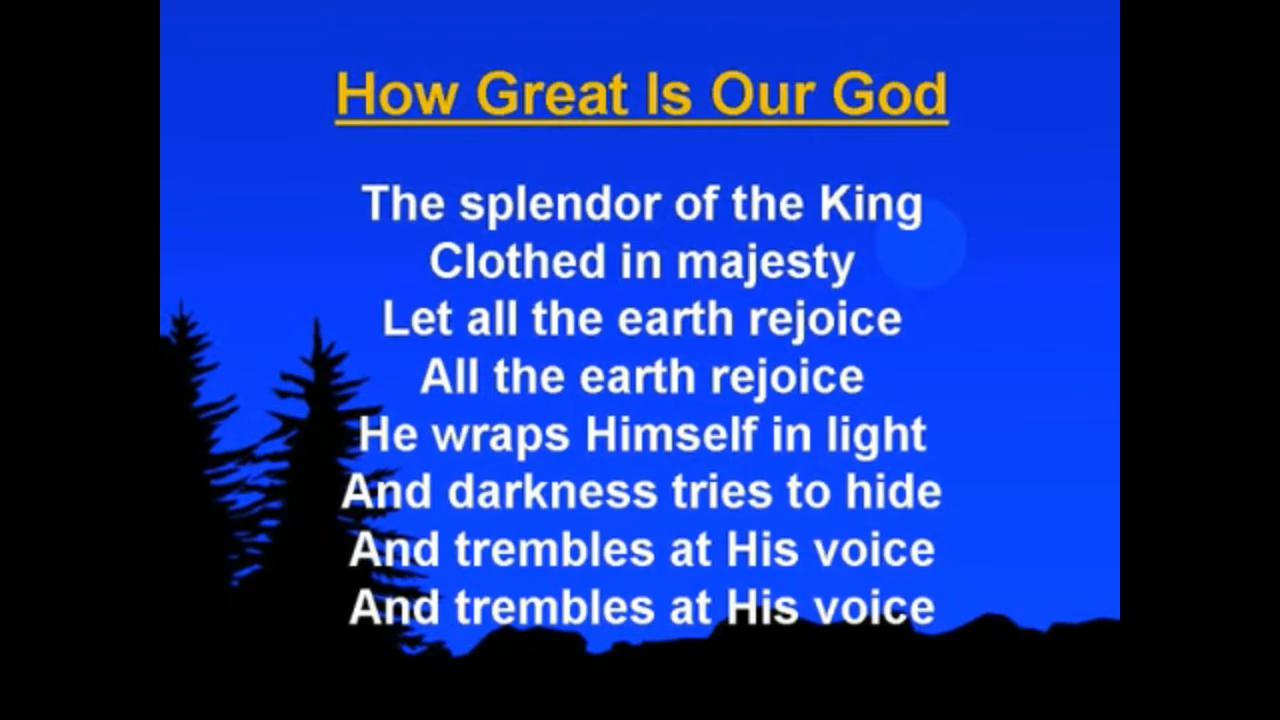 How Great Is Our God
The splendor of the King
Clothed in majesty
Let all the earth rejoice
All the earth rejoice
He wraps Himself in light
And darkness tries to hide
And trembles at His voice
And trembles at His voice